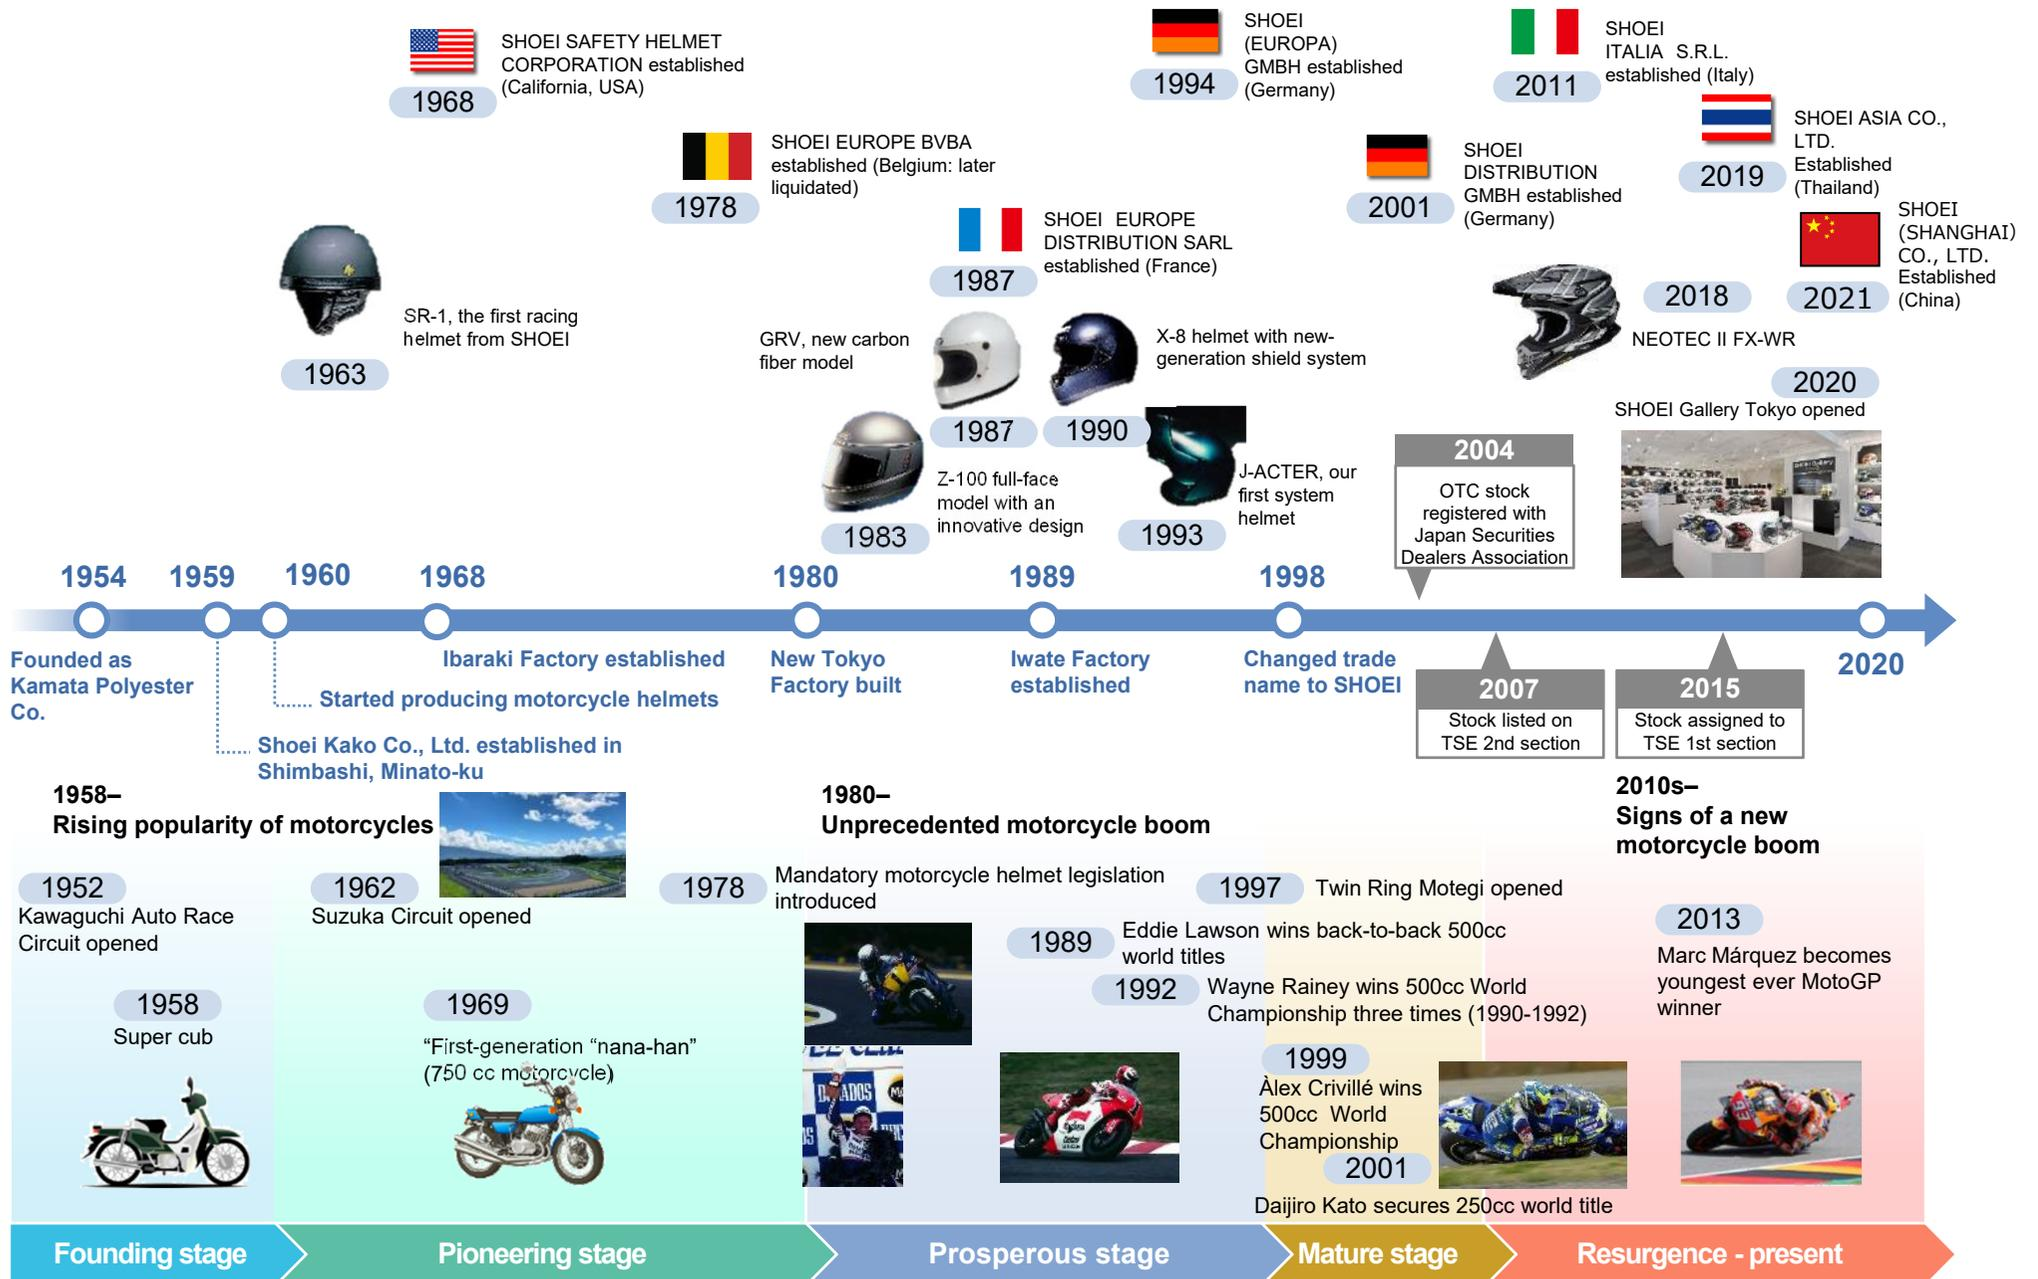 SHOEI SAFETY HELMET
CORPORATION established
(California, USA)
1968
SHOEI
(EUROPA)
GMBH established
(Germany)
1994
SHOEI
ITALIA S.R.L.
established (Italy)
2011
SHOEI EUROPE BVBA
established (Belgium: later
liquidated)
1978
SHOEI
DISTRIBUTION
GMBH established
(Germany)
2001
SHOEI ASIA CO.,
LTD.
Established
(Thailand)
2019
SHOEI EUROPE
DISTRIBUTION SARL
established (France)
1987
SHOEI
(SHANGHAI)
CO., LTD.
Established
(China)
2021
SR-1, the first racing
helmet from SHOEI
1963
GRV, new carbon
fiber model
1987
X-8 helmet with new-
generation shield system
1990
2018
NEOTEC II FX-WR
2020
SHOEI Gallery Tokyo opened
Z-100 full-face
model with an
innovative design
1983
J-ACTER, our
first system
helmet
1993
2004
OTC stock
registered with
Japan Securities
Dealers Association
1954
1959
1960
1968
1980
1989
1998
Founded as
Kamata Polyester
Co.
Ibaraki Factory established
Started producing motorcycle helmets
Shoei Kako Co., Ltd. established in
Shimbashi, Minato-ku
New Tokyo
Factory built
Iwate Factory
established
Changed trade
name to SHOEI
2007
Stock listed on
TSE 2nd section
2015
Stock assigned to
TSE 1st section
2020
1958–
Rising popularity of motorcycles
1980–
Unprecedented motorcycle boom
2010s–
Signs of a new
motorcycle boom
1952
Kawaguchi Auto Race
Circuit opened
1962
Suzuka Circuit opened
1978
Mandatory motorcycle helmet legislation
introduced
1997
Twin Ring Motegi opened
1989
Eddie Lawson wins back-to-back 500cc
world titles
2013
Marc Márquez becomes
youngest ever MotoGP
winner
1958
Super cub
1969
“First-generation “nana-han”
(750 cc motorcycle)
1992
Wayne Rainey wins 500cc World
Championship three times (1990-1992)
1999
Àlex Crivillé wins
500cc World
Championship
2001
Daijiro Kato secures 250cc world title
Founding stage
Pioneering stage
Prosperous stage
Mature stage
Resurgence - present